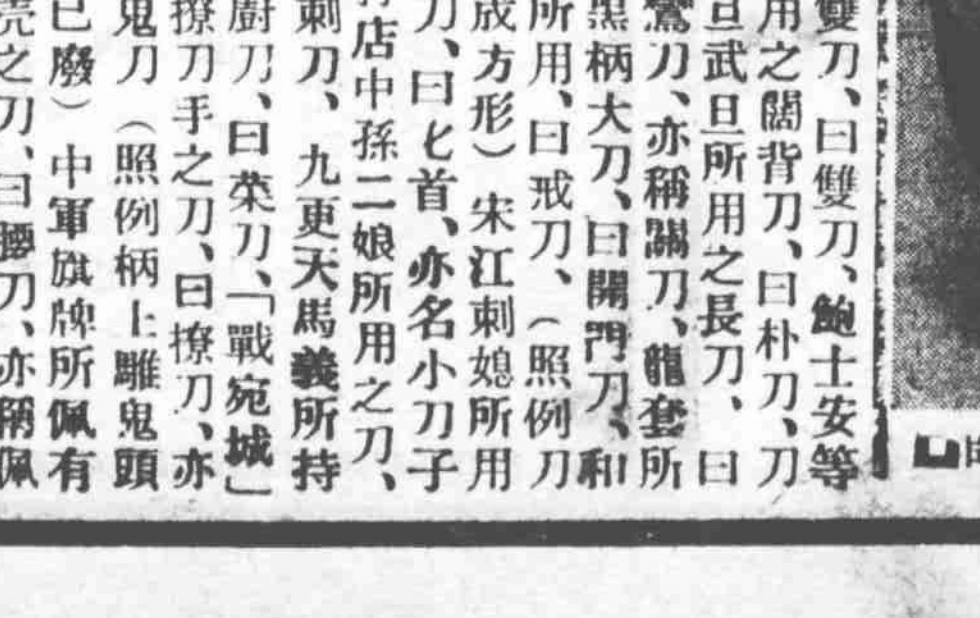 雙刀、曰雙刀、鮑士安等
用之闊背刀、曰朴刀、刀
旦武旦所用之長刀、曰
鴛刀、亦稱關刀、龍套所
黑柄大刀、曰開門刀、和
所用、曰戒刀、(照例刀
成方形)宋江刺媳所用
刀、曰匕首、亦名小刀子
店中孫二娘所用之刀、
刺刀、九更天馬義所持
廚刀、曰菜刀、「戰宛城」
撩刀手之刀、曰撩刀、亦
鬼刀(照例柄上雕鬼頭
已廢)中軍旗牌所佩有
亮之刀、曰腰刀、亦稱佩